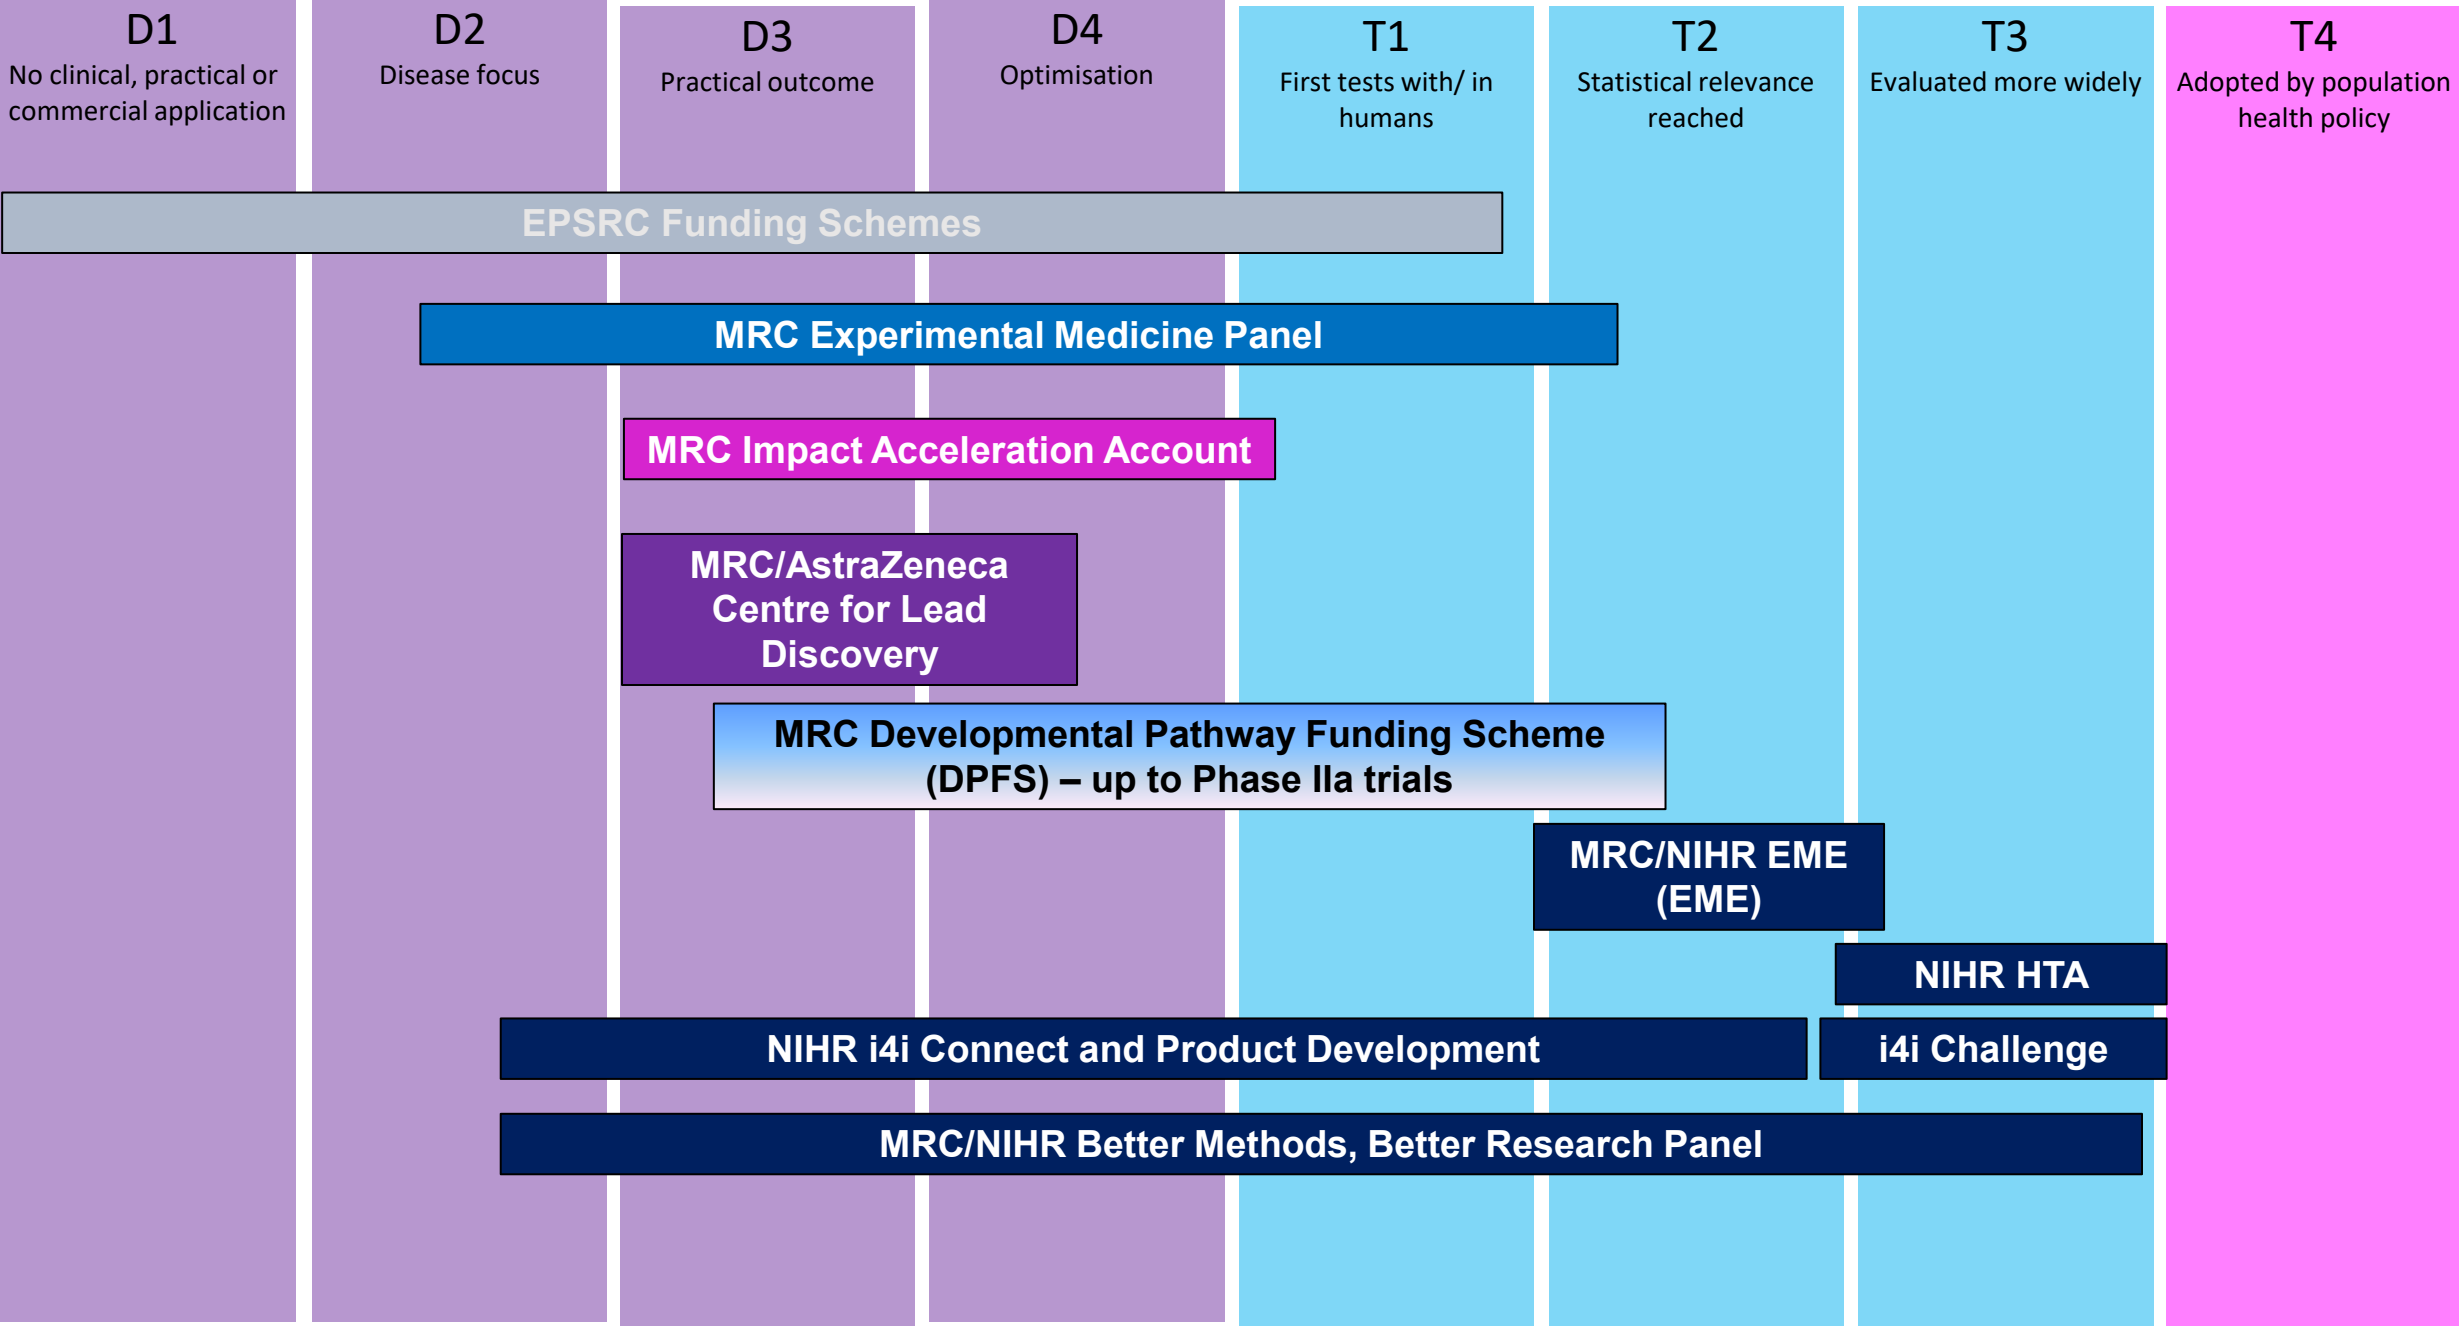 D1
No clinical, practical or
commercial application
D2
Disease focus
D3
Practical outcome
D4
Optimisation
T1
First tests with/ in
humans
T2
Statistical relevance
reached
T3
Evaluated more widely
T4
Adopted by population
health policy
EPSRC Funding Schemes
MRC Experimental Medicine Panel
MRC Impact Acceleration Account
MRC/AstraZeneca
Centre for Lead
Discovery
MRC Developmental Pathway Funding Scheme
(DPFS) – up to Phase IIa trials
MRC/NIHR EME
(EME)
NIHR HTA
NIHR i4i Connect and Product Development
i4i Challenge
MRC/NIHR Better Methods, Better Research Panel